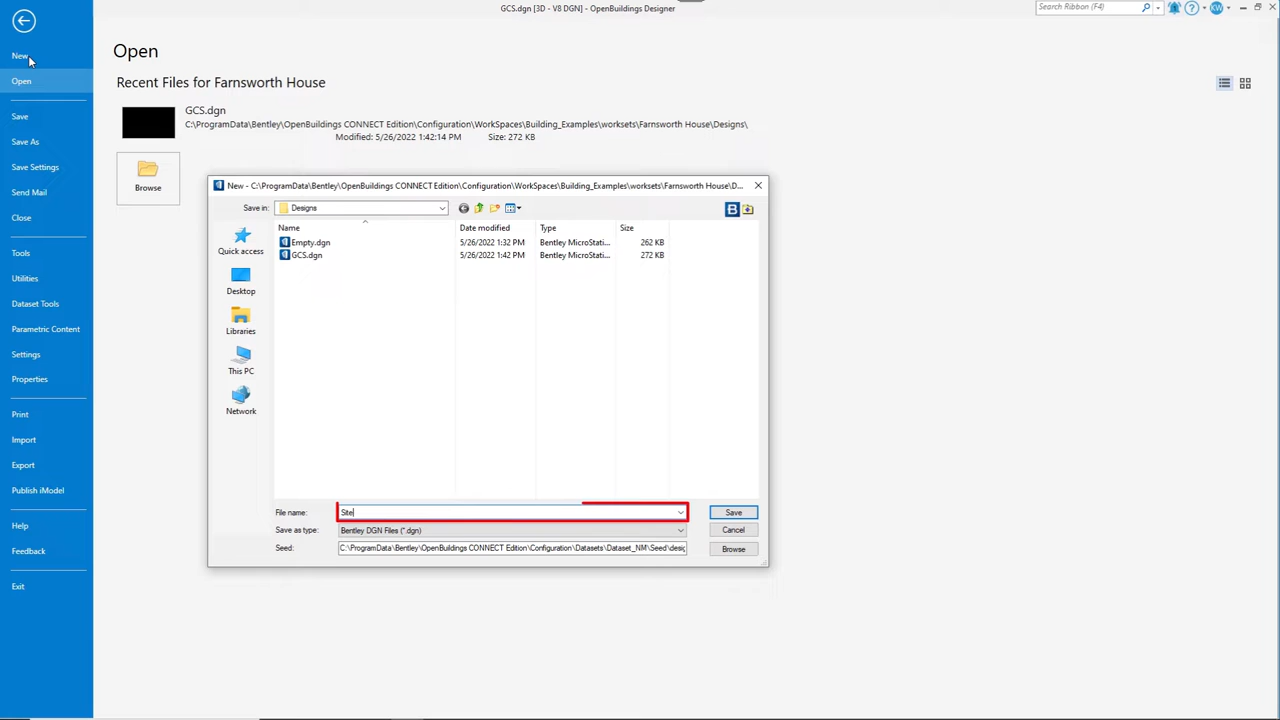 GCS.dgn [3D - V8 DGN] - OpenBuildings Designer
Search Ribbon (F4)
KW
New
Open
Save
Save As
Save Settings
Send Mail
Close
Tools
Utilities
Dataset Tools
Parametric Content
Settings
Properties
Print
Import
Export
Publish iModel
Help
Feedback
Exit
Open
Recent Files for Farnsworth House
GCS.dgn
C:\ProgramData\Bentley\OpenBuildings CONNECT Edition\Configuration\WorkSpaces\Building_Examples\worksets\Farnsworth House\Designs\
Modified: 5/26/2022 1:42:14 PM Size: 272 KB
Browse
New - C:\ProgramData\Bentley\OpenBuildings CONNECT Edition\Configuration\WorkSpaces\Building_Examples\worksets\Farnsworth House\D...
Save in: Designs
Quick access
Desktop
Libraries
This PC
Network
Name Date modified Type Size
Empty.dgn 5/26/2022 1:32 PM Bentley MicroStati... 262 KB
GCS.dgn 5/26/2022 1:42 PM Bentley MicroStati... 272 KB
File name: Site Save
Save as type: Bentley DGN Files (*.dgn) Cancel
Seed: C:\ProgramData\Bentley\OpenBuildings CONNECT Edition\Configuration\Datasets\Dataset_NM\Seed\desig Browse